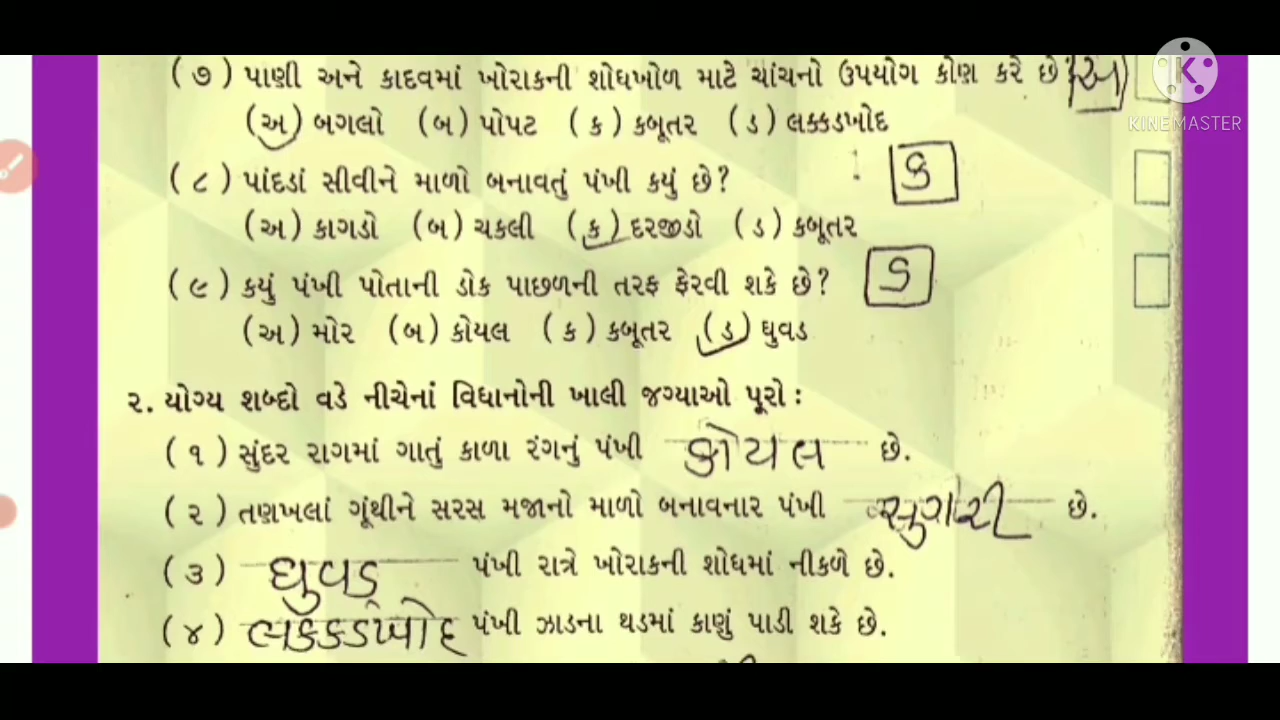 (૭) પાણી અને કાદવમાં ખોરાકની શોધખોળ માટે ચાંચનો ઉપયોગ કોણ કરે છે? અ
(અ) બગલો (બ) પોપટ (ક) કબૂતર (ડ) લક્કડખોદ
(૮) પાંદડાં સીવીને માળો બનાવતું પંખી કયું છે? ક
(અ) કાગડો (બ) ચકલી (ક) દરજીડો (ડ) કબૂતર
(૯) કયું પંખી પોતાની ડોક પાછળની તરફ ફેરવી શકે છે? ડ
(અ) મોર (બ) કોયલ (ક) કબૂતર (ડ) ઘુવડ
૨. યોગ્ય શબ્દો વડે નીચેનાં વિધાનોની ખાલી જગ્યાઓ પૂરો :
(૧) સુંદર રાગમાં ગાતું કાળા રંગનું પંખી કોયલ છે.
(૨) તણખલાં ગૂંથીને સરસ મજાનો માળો બનાવનાર પંખી સુગરી છે.
(૩) ઘુવડ પંખી રાત્રે ખોરાકની શોધમાં નીકળે છે.
(૪) લક્કડખોદ પંખી ઝાડના થડમાં કાણું પાડી શકે છે.
K
KINEMASTER